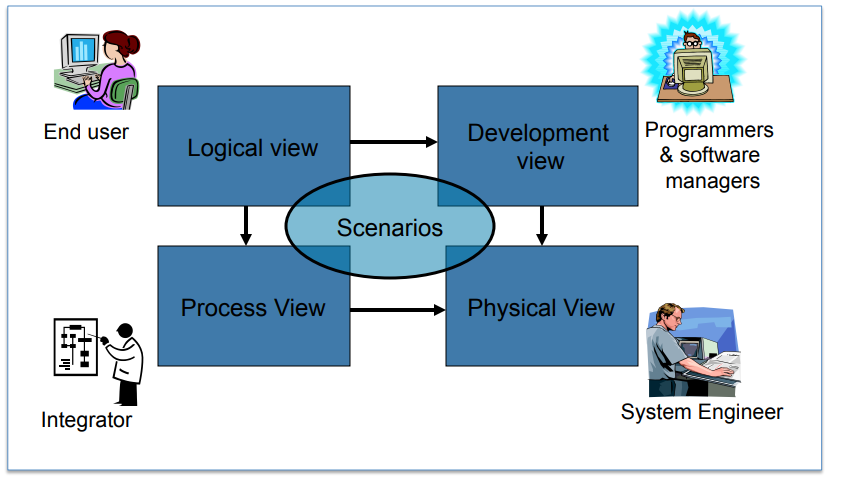 End user
Logical view
Development
view
Programmers
& software
managers
Scenarios
Process View
Physical View
Integrator
System Engineer